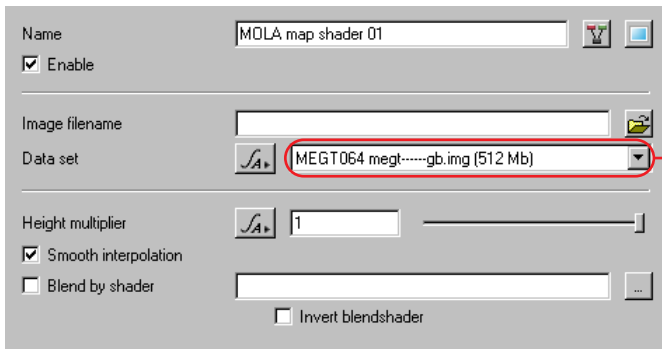 Name MOLA map shader 01
Enable
Image filename
Data set MEGT064 megt------gb.img (512 Mb)
Height multiplier 1
Smooth interpolation
Blend by shader ...
Invert blendshader